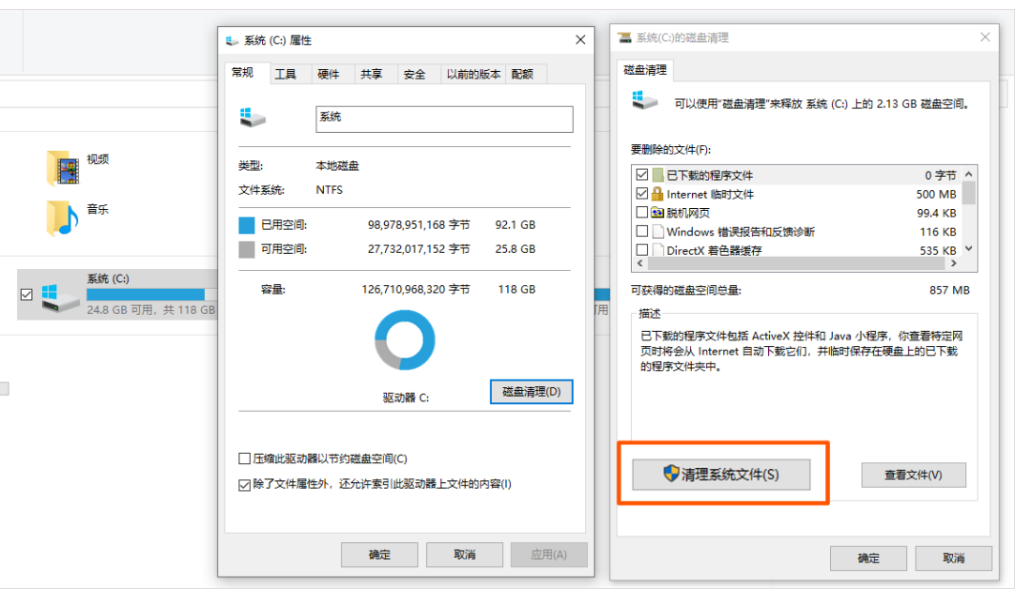 视频
音乐
系统 (C:)
24.8 GB 可用，共 118 GB
系统 (C:) 属性
常规 工具 硬件 共享 安全 以前的版本 配额
系统
类型: 本地磁盘
文件系统: NTFS
已用空间: 98,978,951,168 字节 92.1 GB
可用空间: 27,732,017,152 字节 25.8 GB
容量: 126,710,968,320 字节 118 GB
驱动器 C:
磁盘清理(D)
压缩此驱动器以节约磁盘空间(C)
除了文件属性外，还允许索引此驱动器上文件的内容(I)
确定 取消 应用(A)
用
系统(C:)的磁盘清理
磁盘清理
可以使用"磁盘清理"来释放 系统 (C:) 上的 2.13 GB 磁盘空间。
要删除的文件(F):
已下载的程序文件 0 字节
Internet 临时文件 500 MB
脱机网页 99.4 KB
Windows 错误报告和反馈诊断 116 KB
DirectX 着色器缓存 535 KB
可获得的磁盘空间总量: 857 MB
描述
已下载的程序文件包括 ActiveX 控件和 Java 小程序，你查看特定网
页时将会从 Internet 自动下载它们，并临时保存在硬盘上的已下载
的程序文件夹中。
清理系统文件(S)
查看文件(V)
确定 取消